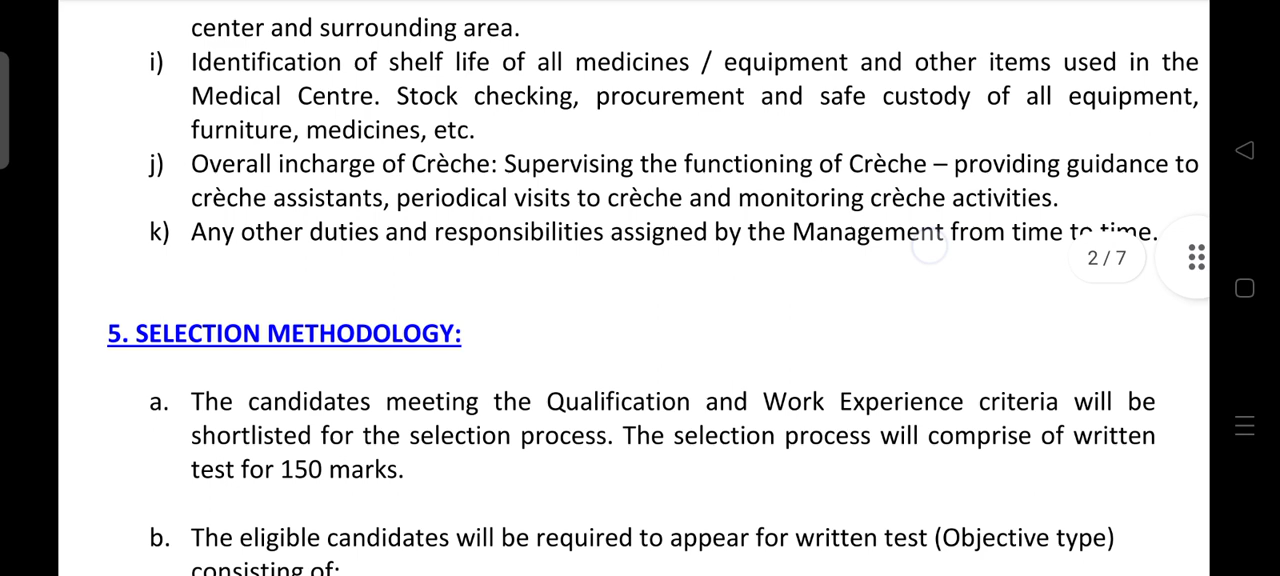 center and surrounding area.
i) Identification of shelf life of all medicines / equipment and other items used in the
Medical Centre. Stock checking, procurement and safe custody of all equipment,
furniture, medicines, etc.
j) Overall incharge of Crèche: Supervising the functioning of Crèche – providing guidance to
crèche assistants, periodical visits to crèche and monitoring crèche activities.
k) Any other duties and responsibilities assigned by the Management from time to time.
2 / 7
5. SELECTION METHODOLOGY:
a. The candidates meeting the Qualification and Work Experience criteria will be
shortlisted for the selection process. The selection process will comprise of written
test for 150 marks.
b. The eligible candidates will be required to appear for written test (Objective type)
consisting of: